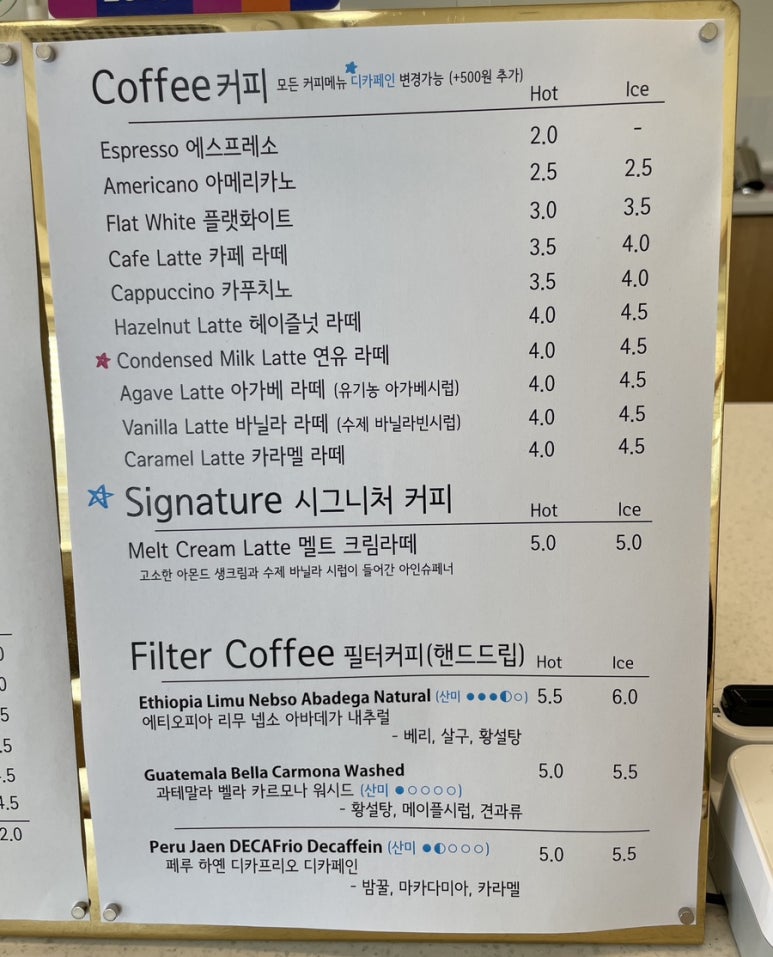 Coffee 커피 모든 커피메뉴 디카페인 변경가능 (+500원 추가) Hot Ice
Espresso 에스프레소 2.0 -
Americano 아메리카노 2.5 2.5
Flat White 플랫화이트 3.0 3.5
Cafe Latte 카페 라떼 3.5 4.0
Cappuccino 카푸치노 3.5 4.0
Hazelnut Latte 헤이즐넛 라떼 4.0 4.5
Condensed Milk Latte 연유 라떼 4.0 4.5
Agave Latte 아가베 라떼 (유기농 아가베시럽) 4.0 4.5
Vanilla Latte 바닐라 라떼 (수제 바닐라빈시럽) 4.0 4.5
Caramel Latte 카라멜 라떼 4.0 4.5
Signature 시그니처 커피 Hot Ice
Melt Cream Latte 멜트 크림라떼 5.0 5.0
고소한 아몬드 생크림과 수제 바닐라 시럽이 들어간 아인슈페너
Filter Coffee 필터커피(핸드드립) Hot Ice
Ethiopia Limu Nebso Abadega Natural (산미 ●●●◐○) 5.5 6.0
에티오피아 리무 넵소 아바데가 내추럴
- 베리, 살구, 황설탕
Guatemala Bella Carmona Washed 5.0 5.5
과테말라 벨라 카르모나 워시드 (산미 ●○○○○)
- 황설탕, 메이플시럽, 견과류
Peru Jaen DECAFrio Decaffein (산미 ●◐○○○) 5.0 5.5
페루 하엔 디카프리오 디카페인
- 밤꿀, 마카다미아, 카라멜